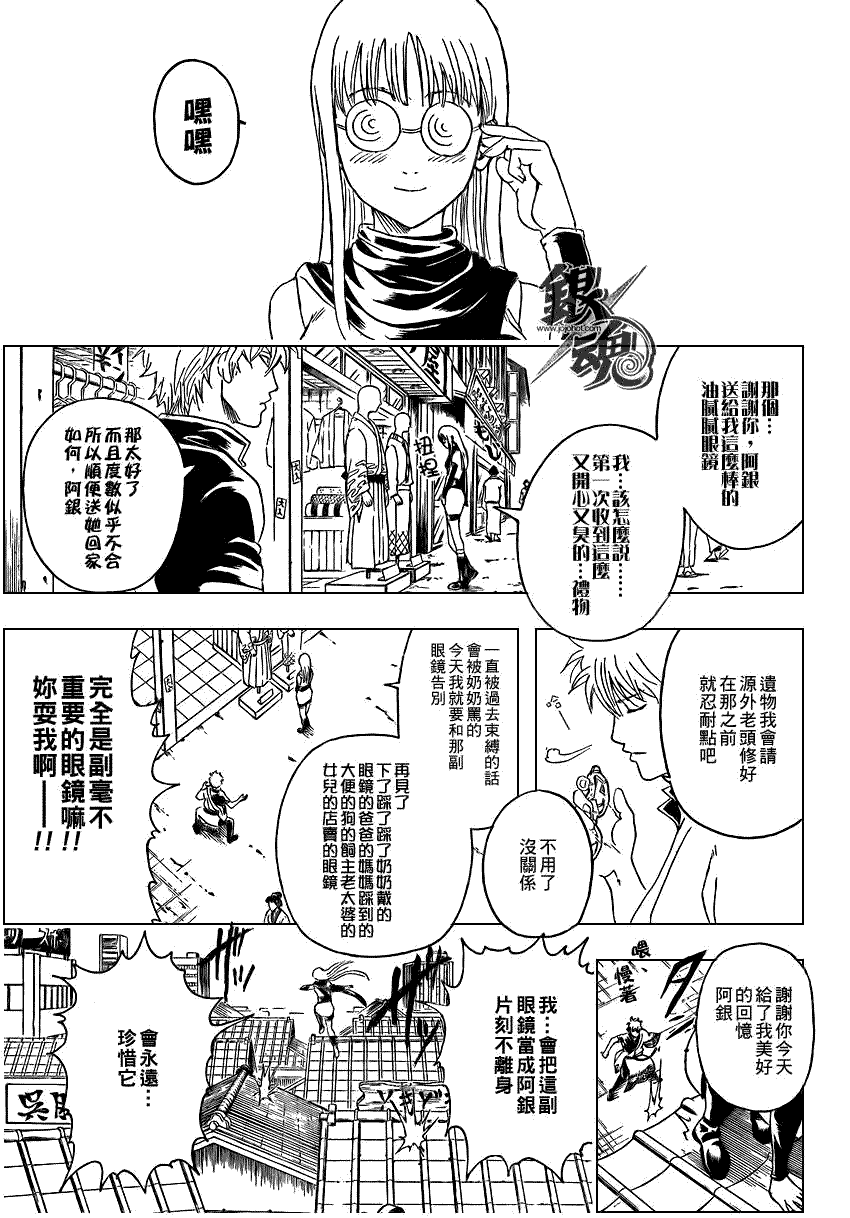 嘿
嘿
銀魂
www.jojohot.com
那個…
謝謝你，阿銀
送給我這麼棒的
油膩膩眼鏡
我…該怎麼說……
第一次收到這麼
又開心又臭的…禮物
扭捏
那太好了
而且度數似乎不合
所以順便送她回家
如何，阿銀
遺物我會請
源外老頭修好
在那之前
就忍耐點吧
不用了
沒關係
一直被過去束縛的話
會被奶奶罵的
今天我就要和那副
眼鏡告別
再見了
下了踩了踩了奶奶戴的
眼鏡的爸爸的媽媽踩到的
大便的狗的飼主老太婆的
女兒的店賣的眼鏡
完全是副毫不
重要的眼鏡嘛!!
妳耍我啊——!!
謝謝你今天
給了我美好
的回憶
阿銀
喂
慢著
我…會把這副
眼鏡當成阿銀
片刻不離身
會永遠…
珍惜它